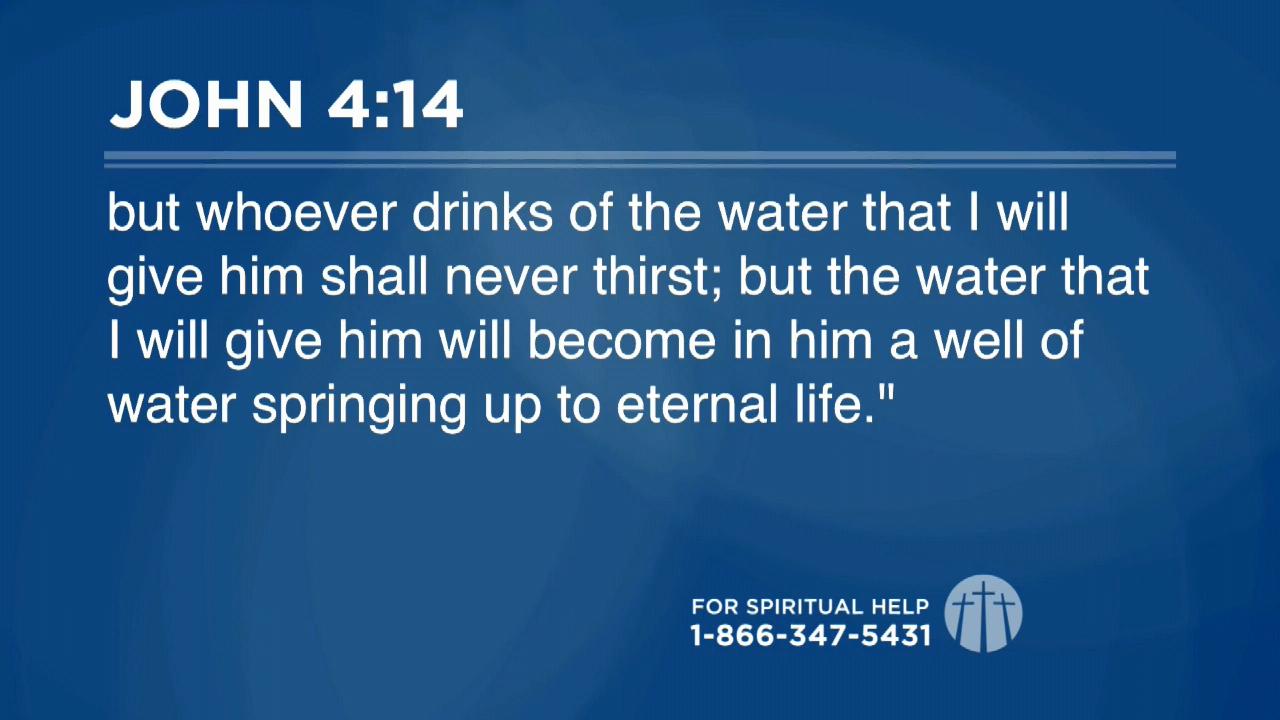 JOHN 4:14
but whoever drinks of the water that I will
give him shall never thirst; but the water that
I will give him will become in him a well of
water springing up to eternal life."
FOR SPIRITUAL HELP
1-866-347-5431